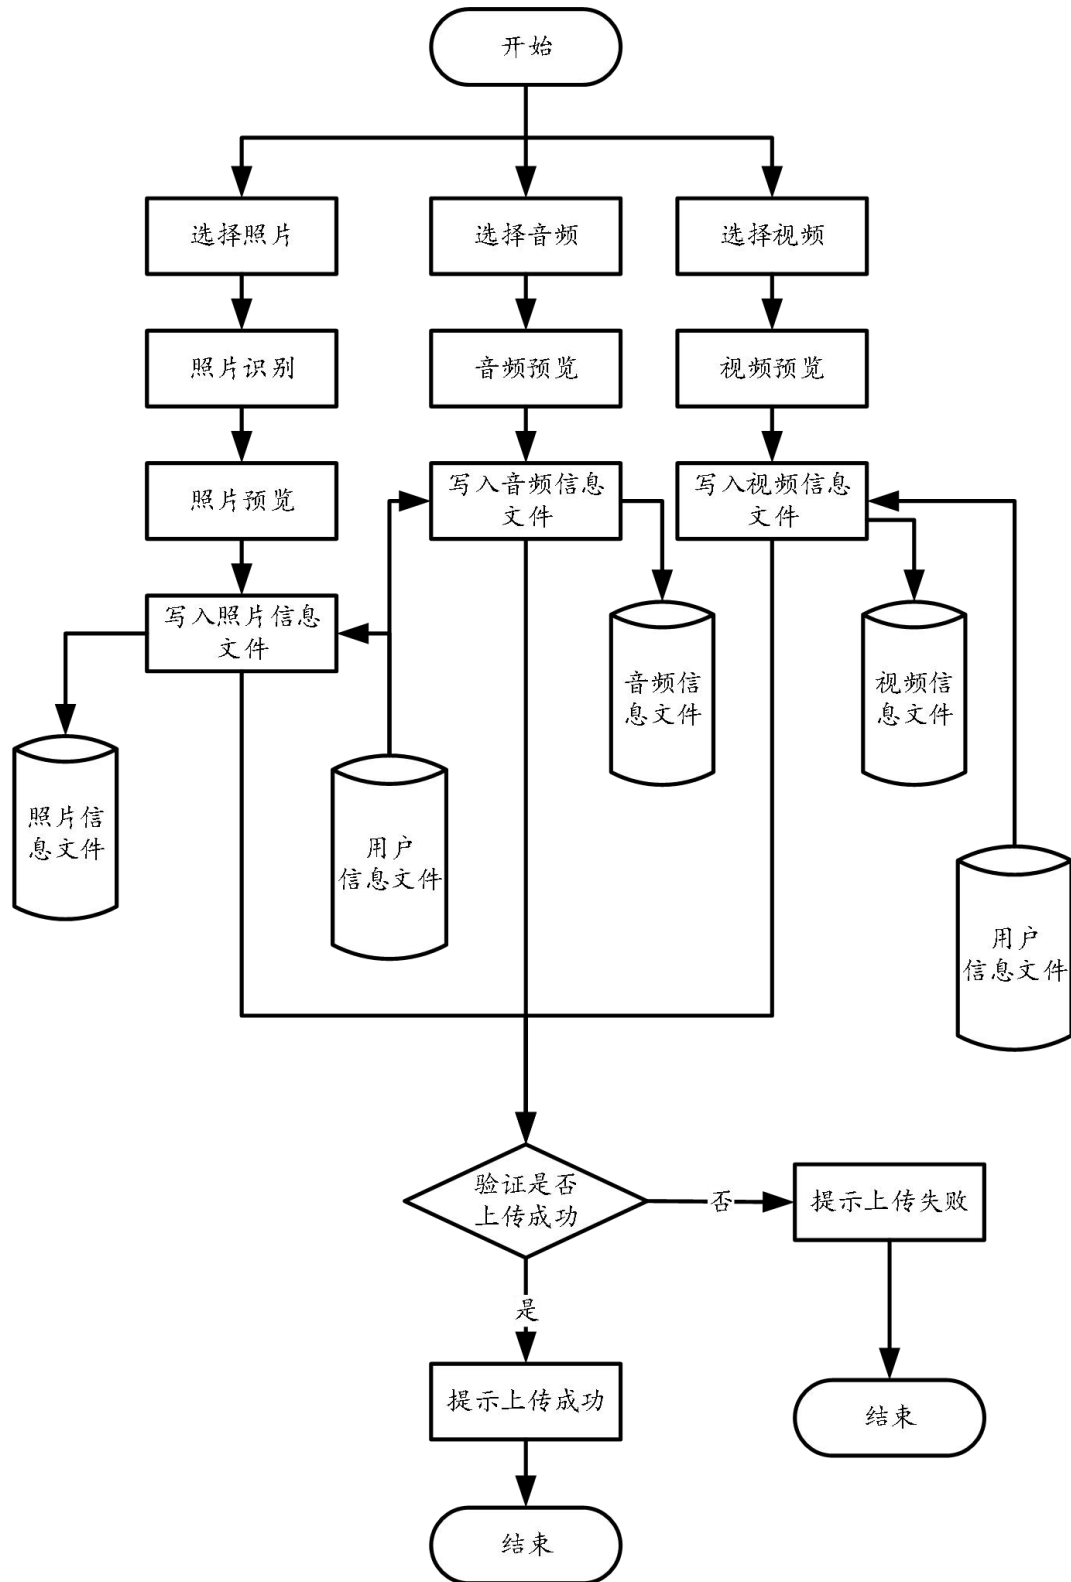 开始
选择照片
选择音频
选择视频
照片识别
音频预览
视频预览
照片预览
写入音频信息
文件
写入视频信息
文件
写入照片信息
文件
音频信
息文件
视频信
息文件
照片信
息文件
用户
信息文件
用户
信息文件
验证是否
上传成功
否
提示上传失败
是
提示上传成功
结束
结束